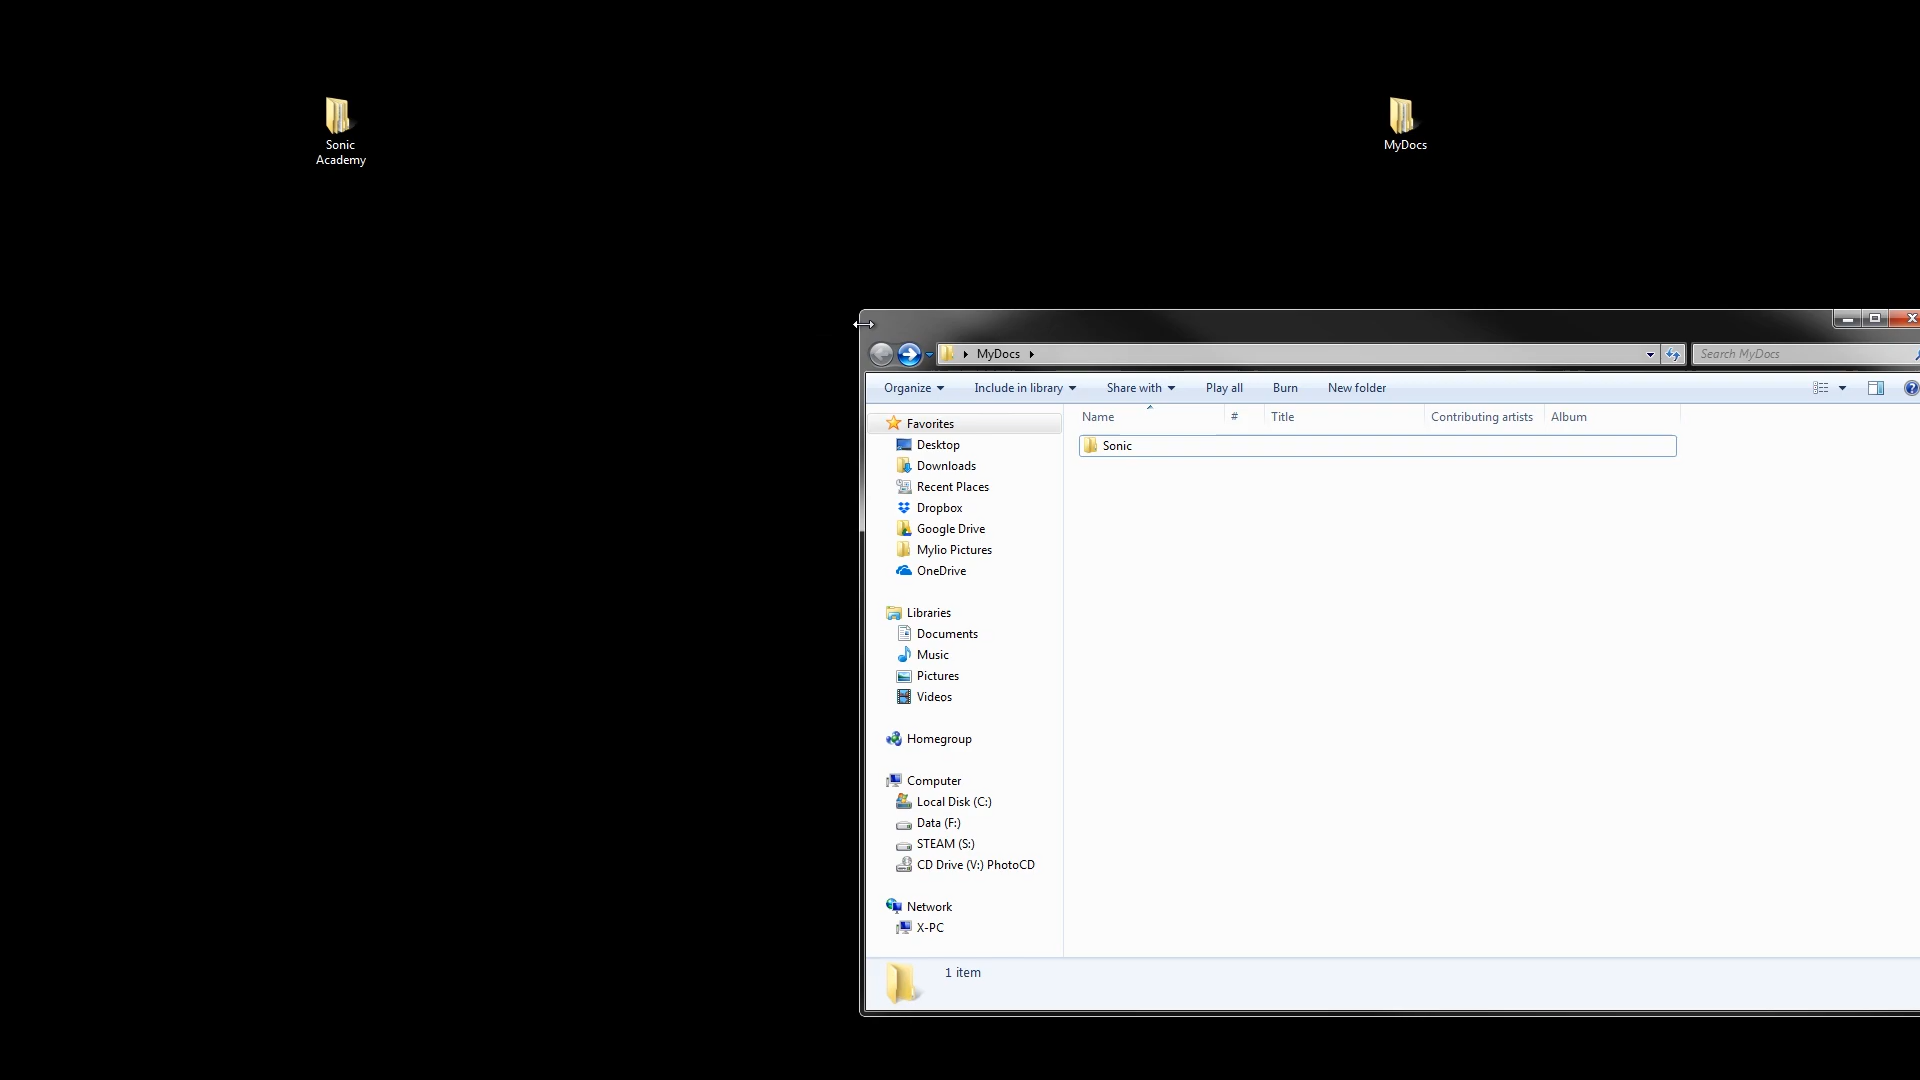 Sonic
Academy
MyDocs
MyDocs
Search MyDocs
Organize
Include in library
Share with
Play all
Burn
New folder
Name
#
Title
Contributing artists
Album
Favorites
Sonic
Desktop
Downloads
Recent Places
Dropbox
Google Drive
Mylio Pictures
OneDrive
Libraries
Documents
Music
Pictures
Videos
Homegroup
Computer
Local Disk (C:)
Data (F:)
STEAM (S:)
CD Drive (V:) PhotoCD
Network
X-PC
1 item